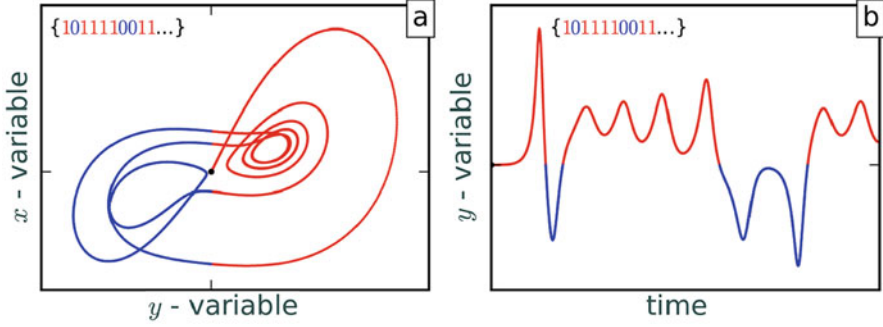 {1011110011...}
a
x - variable
y - variable
{1011110011...}
b
y - variable
time